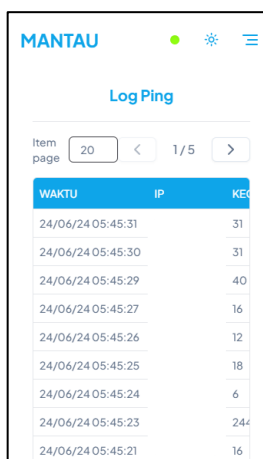 MANTAU
Log Ping
Item page 20 1 / 5
WAKTU IP KEC
24/06/24 05:45:31 31
24/06/24 05:45:30 31
24/06/24 05:45:29 40
24/06/24 05:45:27 16
24/06/24 05:45:26 12
24/06/24 05:45:25 18
24/06/24 05:45:24 6
24/06/24 05:45:23 244
24/06/24 05:45:21 16